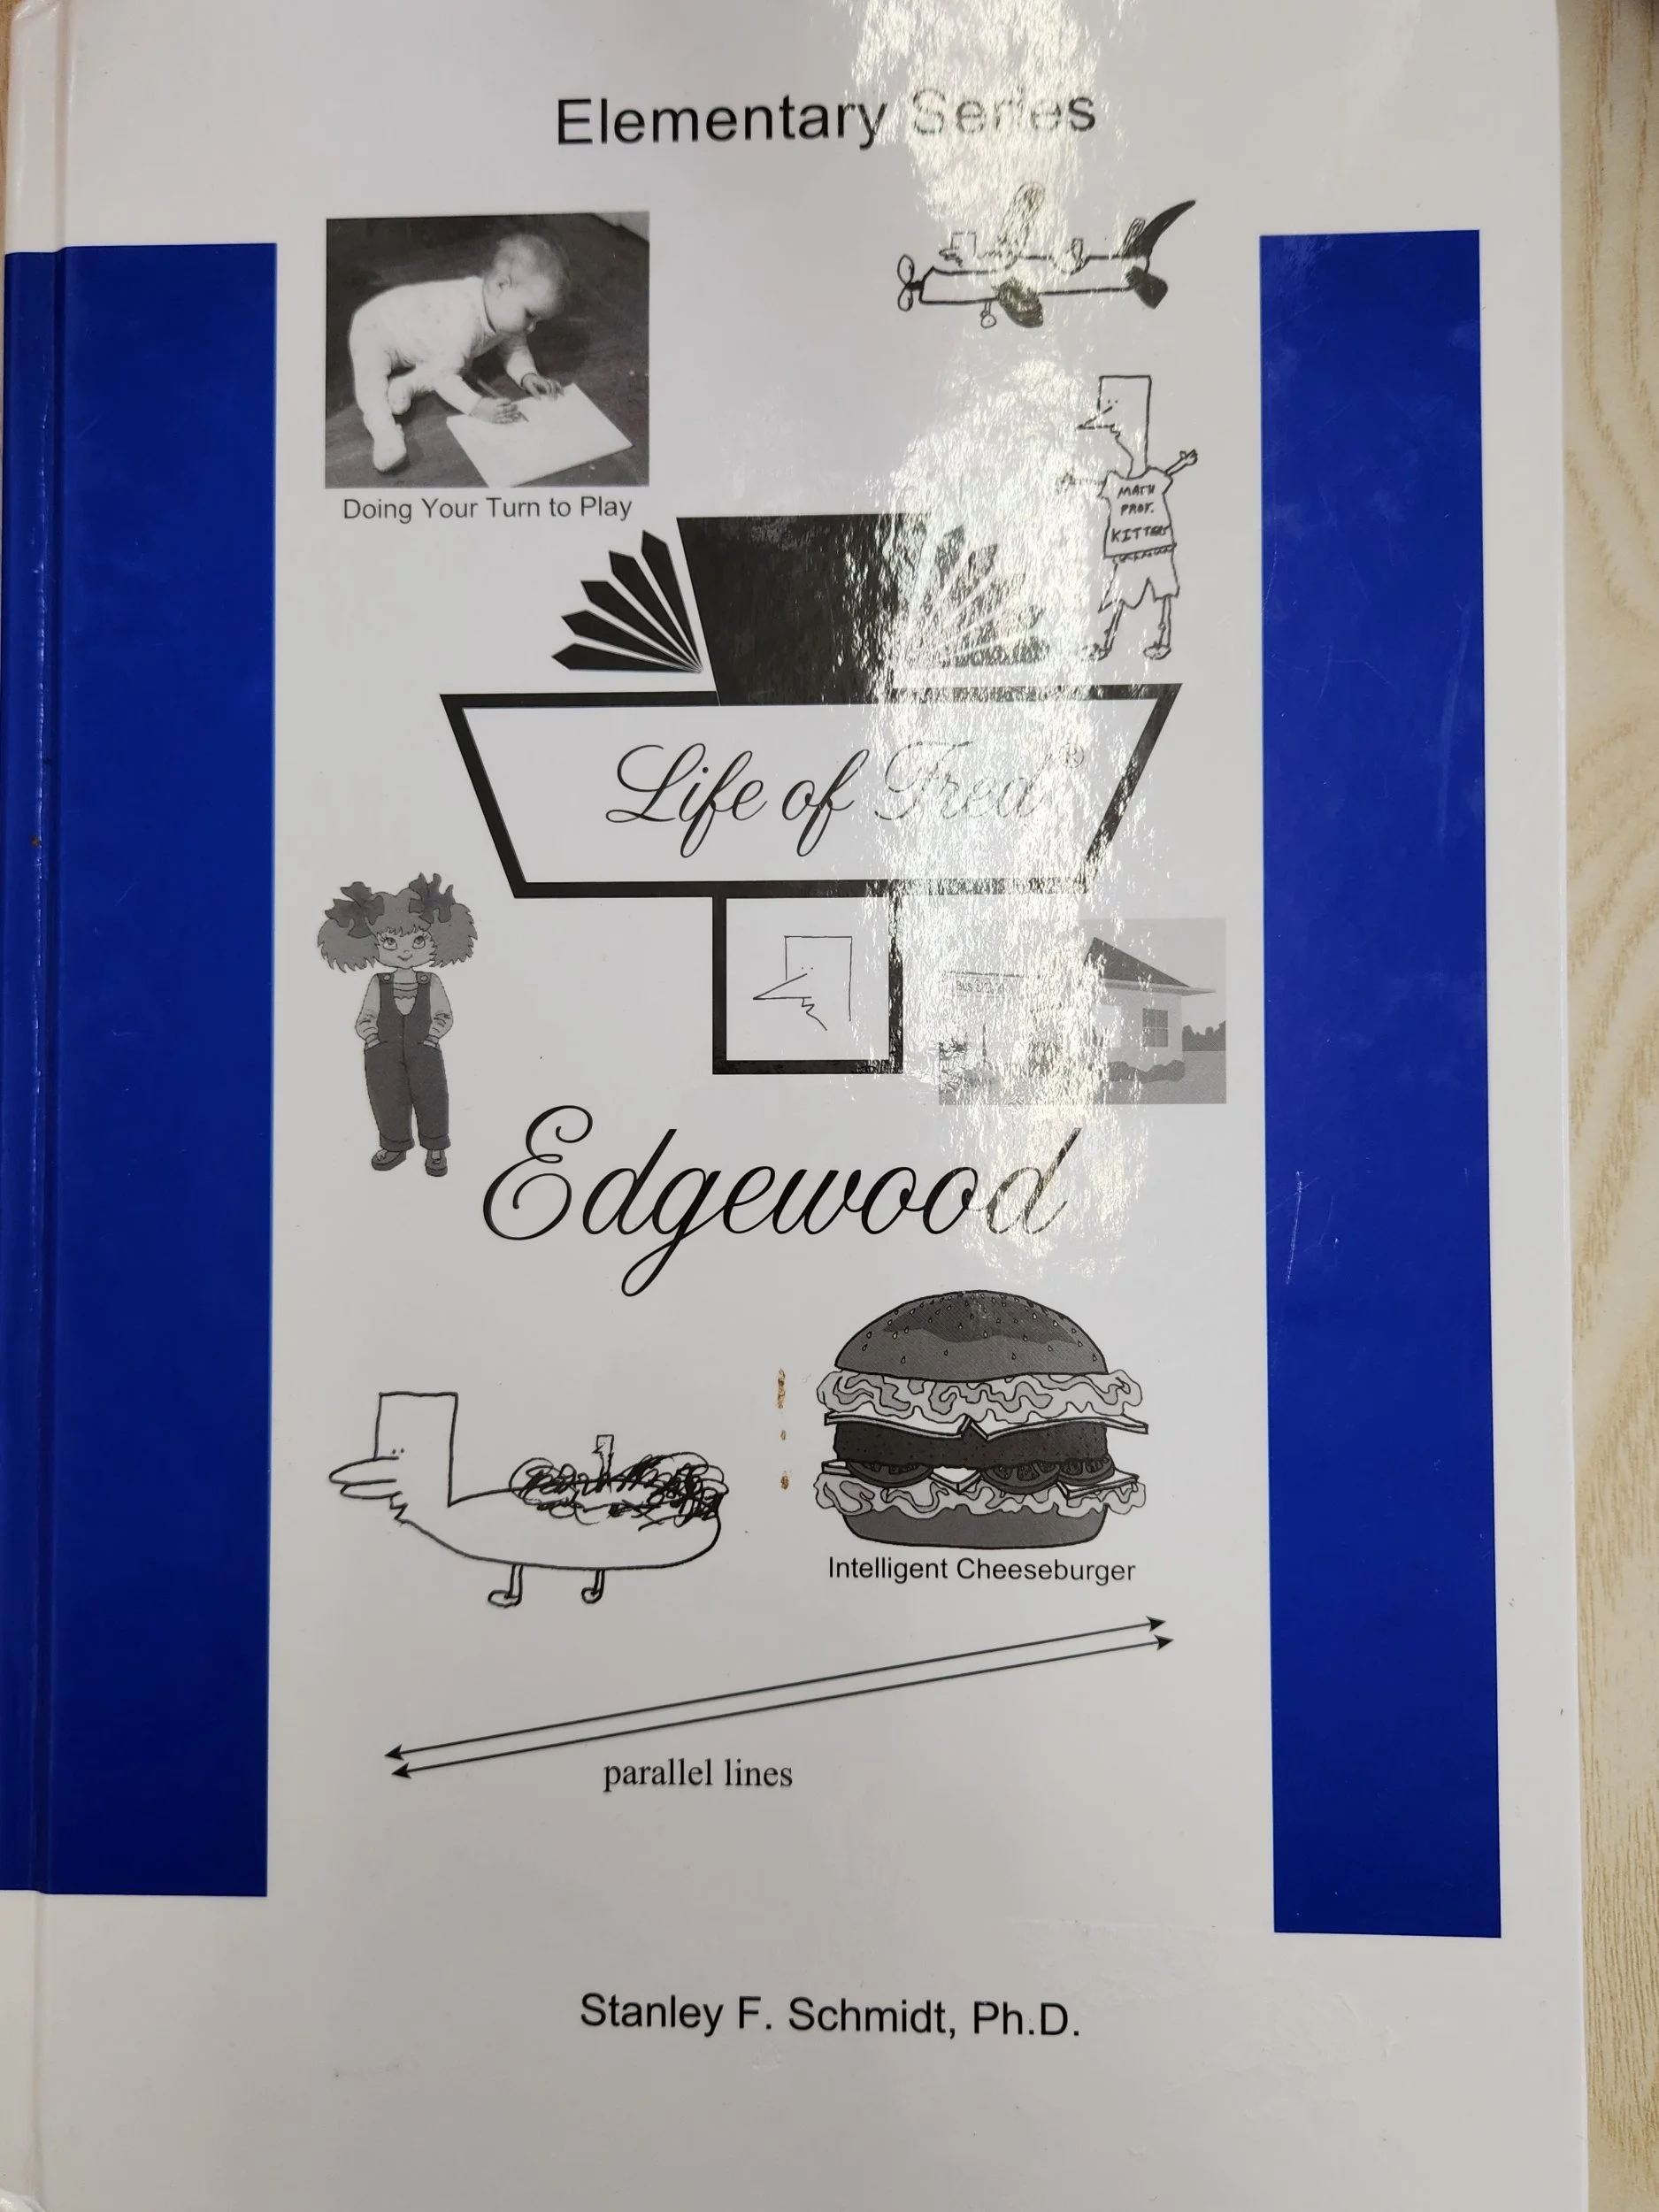 Elementary Series
Doing Your Turn to Play
MATH
PROF.
KITTENS
Life of Fred®
Edgewood
Intelligent Cheeseburger
parallel lines
Stanley F. Schmidt, Ph.D.